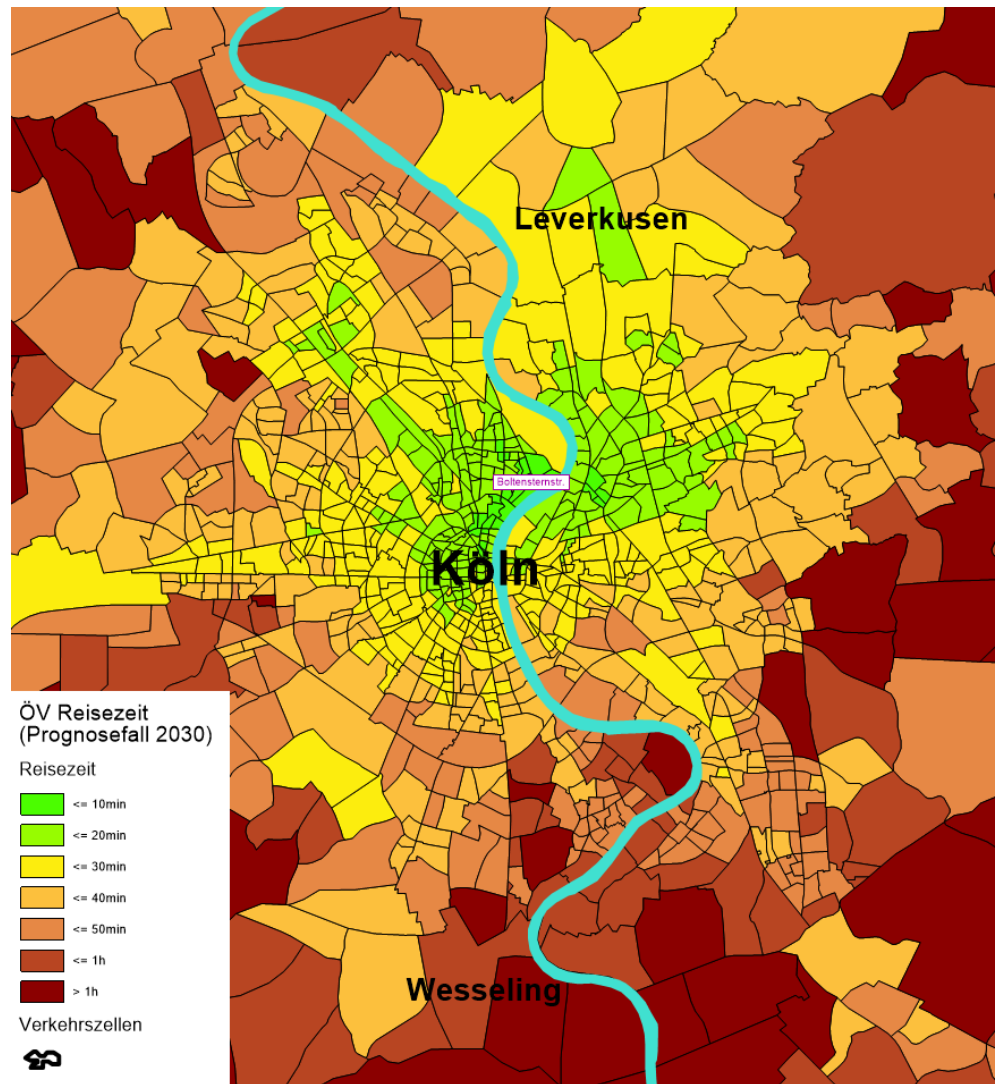 Leverkusen
Boltensternstr.
Köln
Wesseling
ÖV Reisezeit
(Prognosefall 2030)
Reisezeit
<= 10min
<= 20min
<= 30min
<= 40min
<= 50min
<= 1h
> 1h
Verkehrszellen